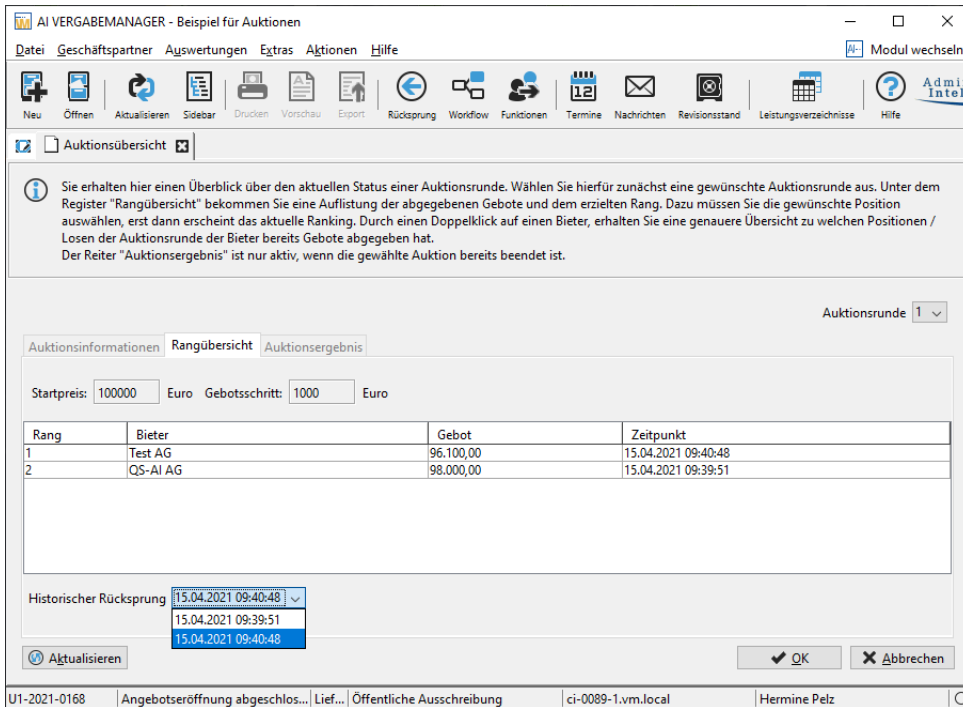 AI VERGABEMANAGER - Beispiel für Auktionen
Datei Geschäftspartner Auswertungen Extras Aktionen Hilfe
AI-- Modul wechseln
12
Neu Öffnen Aktualisieren Sidebar Drucken Vorschau Export Rücksprung Workflow Funktionen Termine Nachrichten Revisionsstand Leistungsverzeichnisse Hilfe
Admi
Intel
Auktionsübersicht
Sie erhalten hier einen Überblick über den aktuellen Status einer Auktionsrunde. Wählen Sie hierfür zunächst eine gewünschte Auktionsrunde aus. Unter dem
Register "Rangübersicht" bekommen Sie eine Auflistung der abgegebenen Gebote und dem erzielten Rang. Dazu müssen Sie die gewünschte Position
auswählen, erst dann erscheint das aktuelle Ranking. Durch einen Doppelklick auf einen Bieter, erhalten Sie eine genauere Übersicht zu welchen Positionen /
Losen der Auktionsrunde der Bieter bereits Gebote abgegeben hat.
Der Reiter "Auktionsergebnis" ist nur aktiv, wenn die gewählte Auktion bereits beendet ist.
Auktionsrunde 1
Auktionsinformationen Rangübersicht Auktionsergebnis
Startpreis: 100000 Euro Gebotsschritt: 1000 Euro
Rang Bieter Gebot Zeitpunkt
1 Test AG 96.100,00 15.04.2021 09:40:48
2 QS-AI AG 98.000,00 15.04.2021 09:39:51
Historischer Rücksprung 15.04.2021 09:40:48
15.04.2021 09:39:51
15.04.2021 09:40:48
Aktualisieren OK Abbrechen
U1-2021-0168 Angebotseröffnung abgeschlos... Lief... Öffentliche Ausschreibung ci-0089-1.vm.local Hermine Pelz